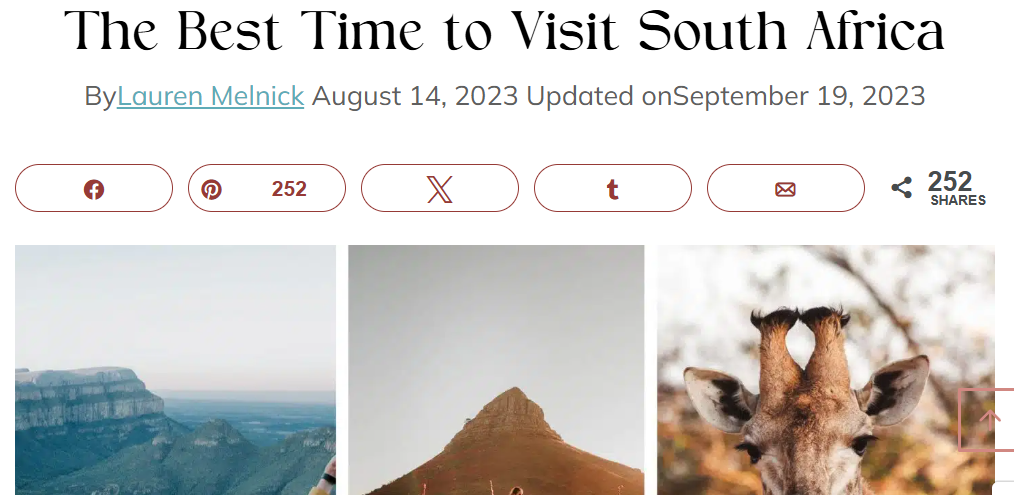 The Best Time to Visit South Africa
ByLauren Melnick August 14, 2023 Updated onSeptember 19, 2023
252
252
SHARES